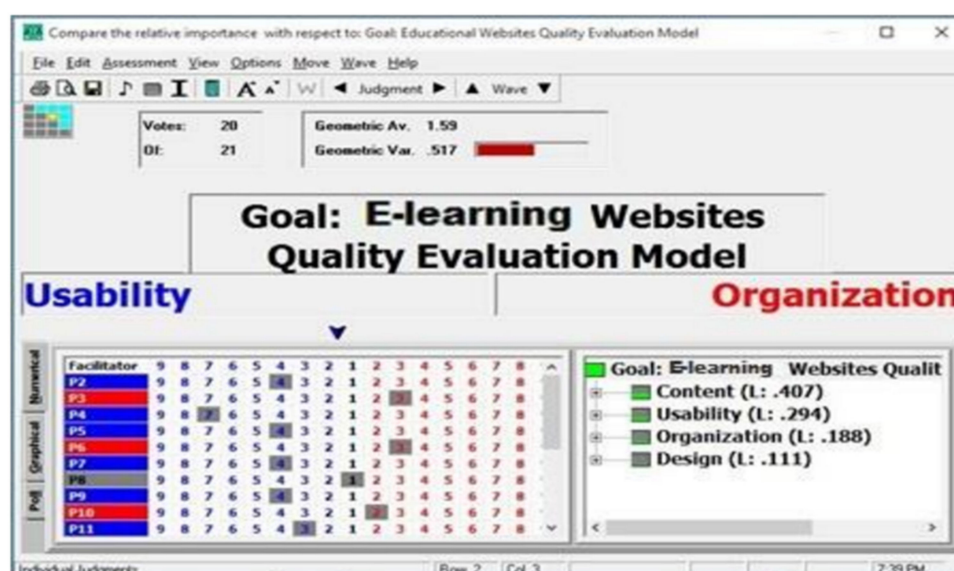 Compare the relative importance with respect to: Goal: Educational Websites Quality Evaluation Model
File Edit Assessment View Options Move Wave Help
A A W Judgment Wave
Votes: 20
Of: 21
Geometric Av. 1.59
Geometric Var. .517
Goal: E-learning Websites
Quality Evaluation Model
Usability
Organization
Numerical
Graphical
Poll
Facilitator 9 8 7 6 5 4 3 2 1 2 3 4 5 6 7 8
P2 9 8 7 6 5 4 3 2 1 2 3 4 5 6 7 8
P3 9 8 7 6 5 4 3 2 1 2 3 4 5 6 7 8
P4 9 8 7 6 5 4 3 2 1 2 3 4 5 6 7 8
P5 9 8 7 6 5 4 3 2 1 2 3 4 5 6 7 8
P6 9 8 7 6 5 4 3 2 1 2 3 4 5 6 7 8
P7 9 8 7 6 5 4 3 2 1 2 3 4 5 6 7 8
P8 9 8 7 6 5 4 3 2 1 2 3 4 5 6 7 8
P9 9 8 7 6 5 4 3 2 1 2 3 4 5 6 7 8
P10 9 8 7 6 5 4 3 2 1 2 3 4 5 6 7 8
P11 9 8 7 6 5 4 3 2 1 2 3 4 5 6 7 8
Goal: E-learning Websites Qualit
Content (L: .407)
Usability (L: .294)
Organization (L: .188)
Design (L: .111)
Individual Judgments
Row 2 Col 3
7:39 PM